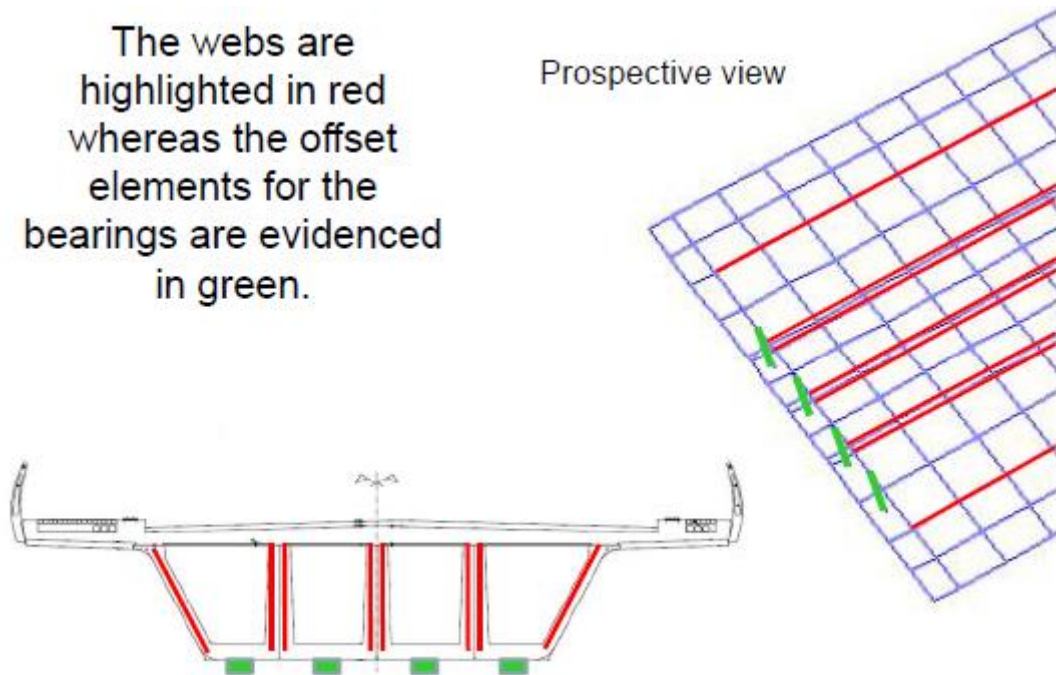 The webs are
highlighted in red
whereas the offset
elements for the
bearings are evidenced
in green.
Prospective view